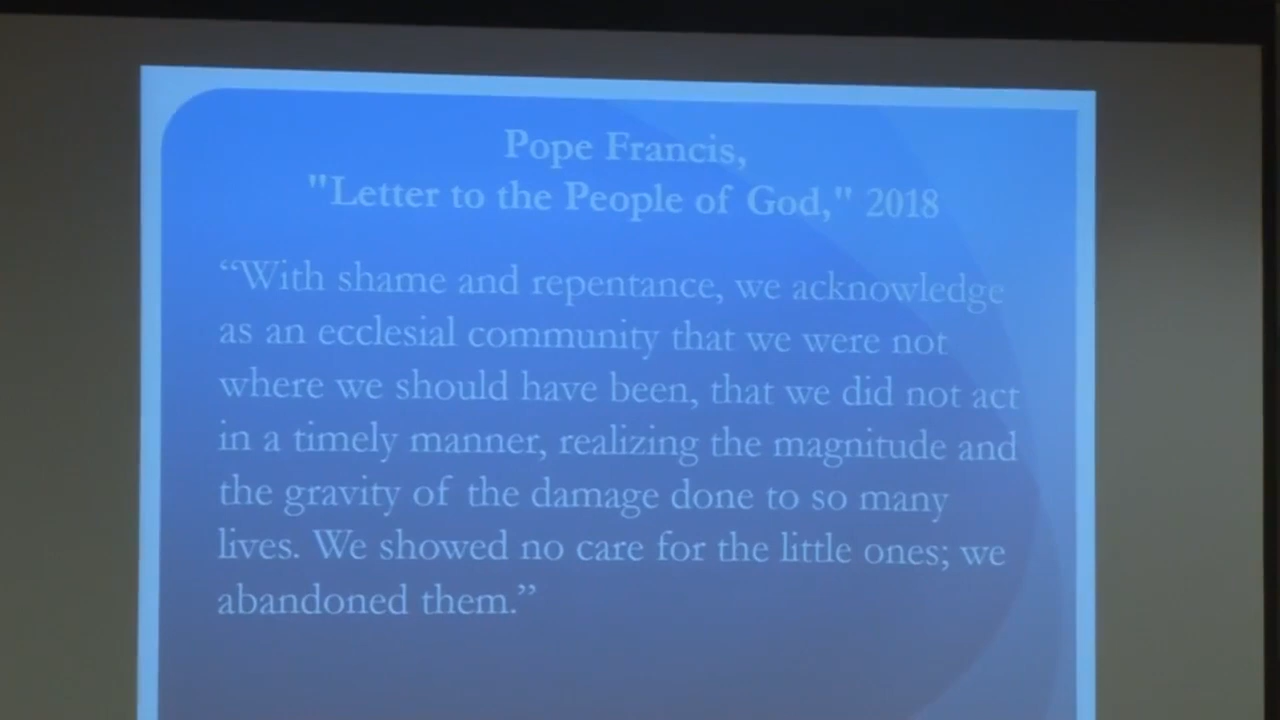 Pope Francis,
"Letter to the People of God," 2018
“With shame and repentance, we acknowledge
as an ecclesial community that we were not
where we should have been, that we did not act
in a timely manner, realizing the magnitude and
the gravity of the damage done to so many
lives. We showed no care for the little ones; we
abandoned them.”